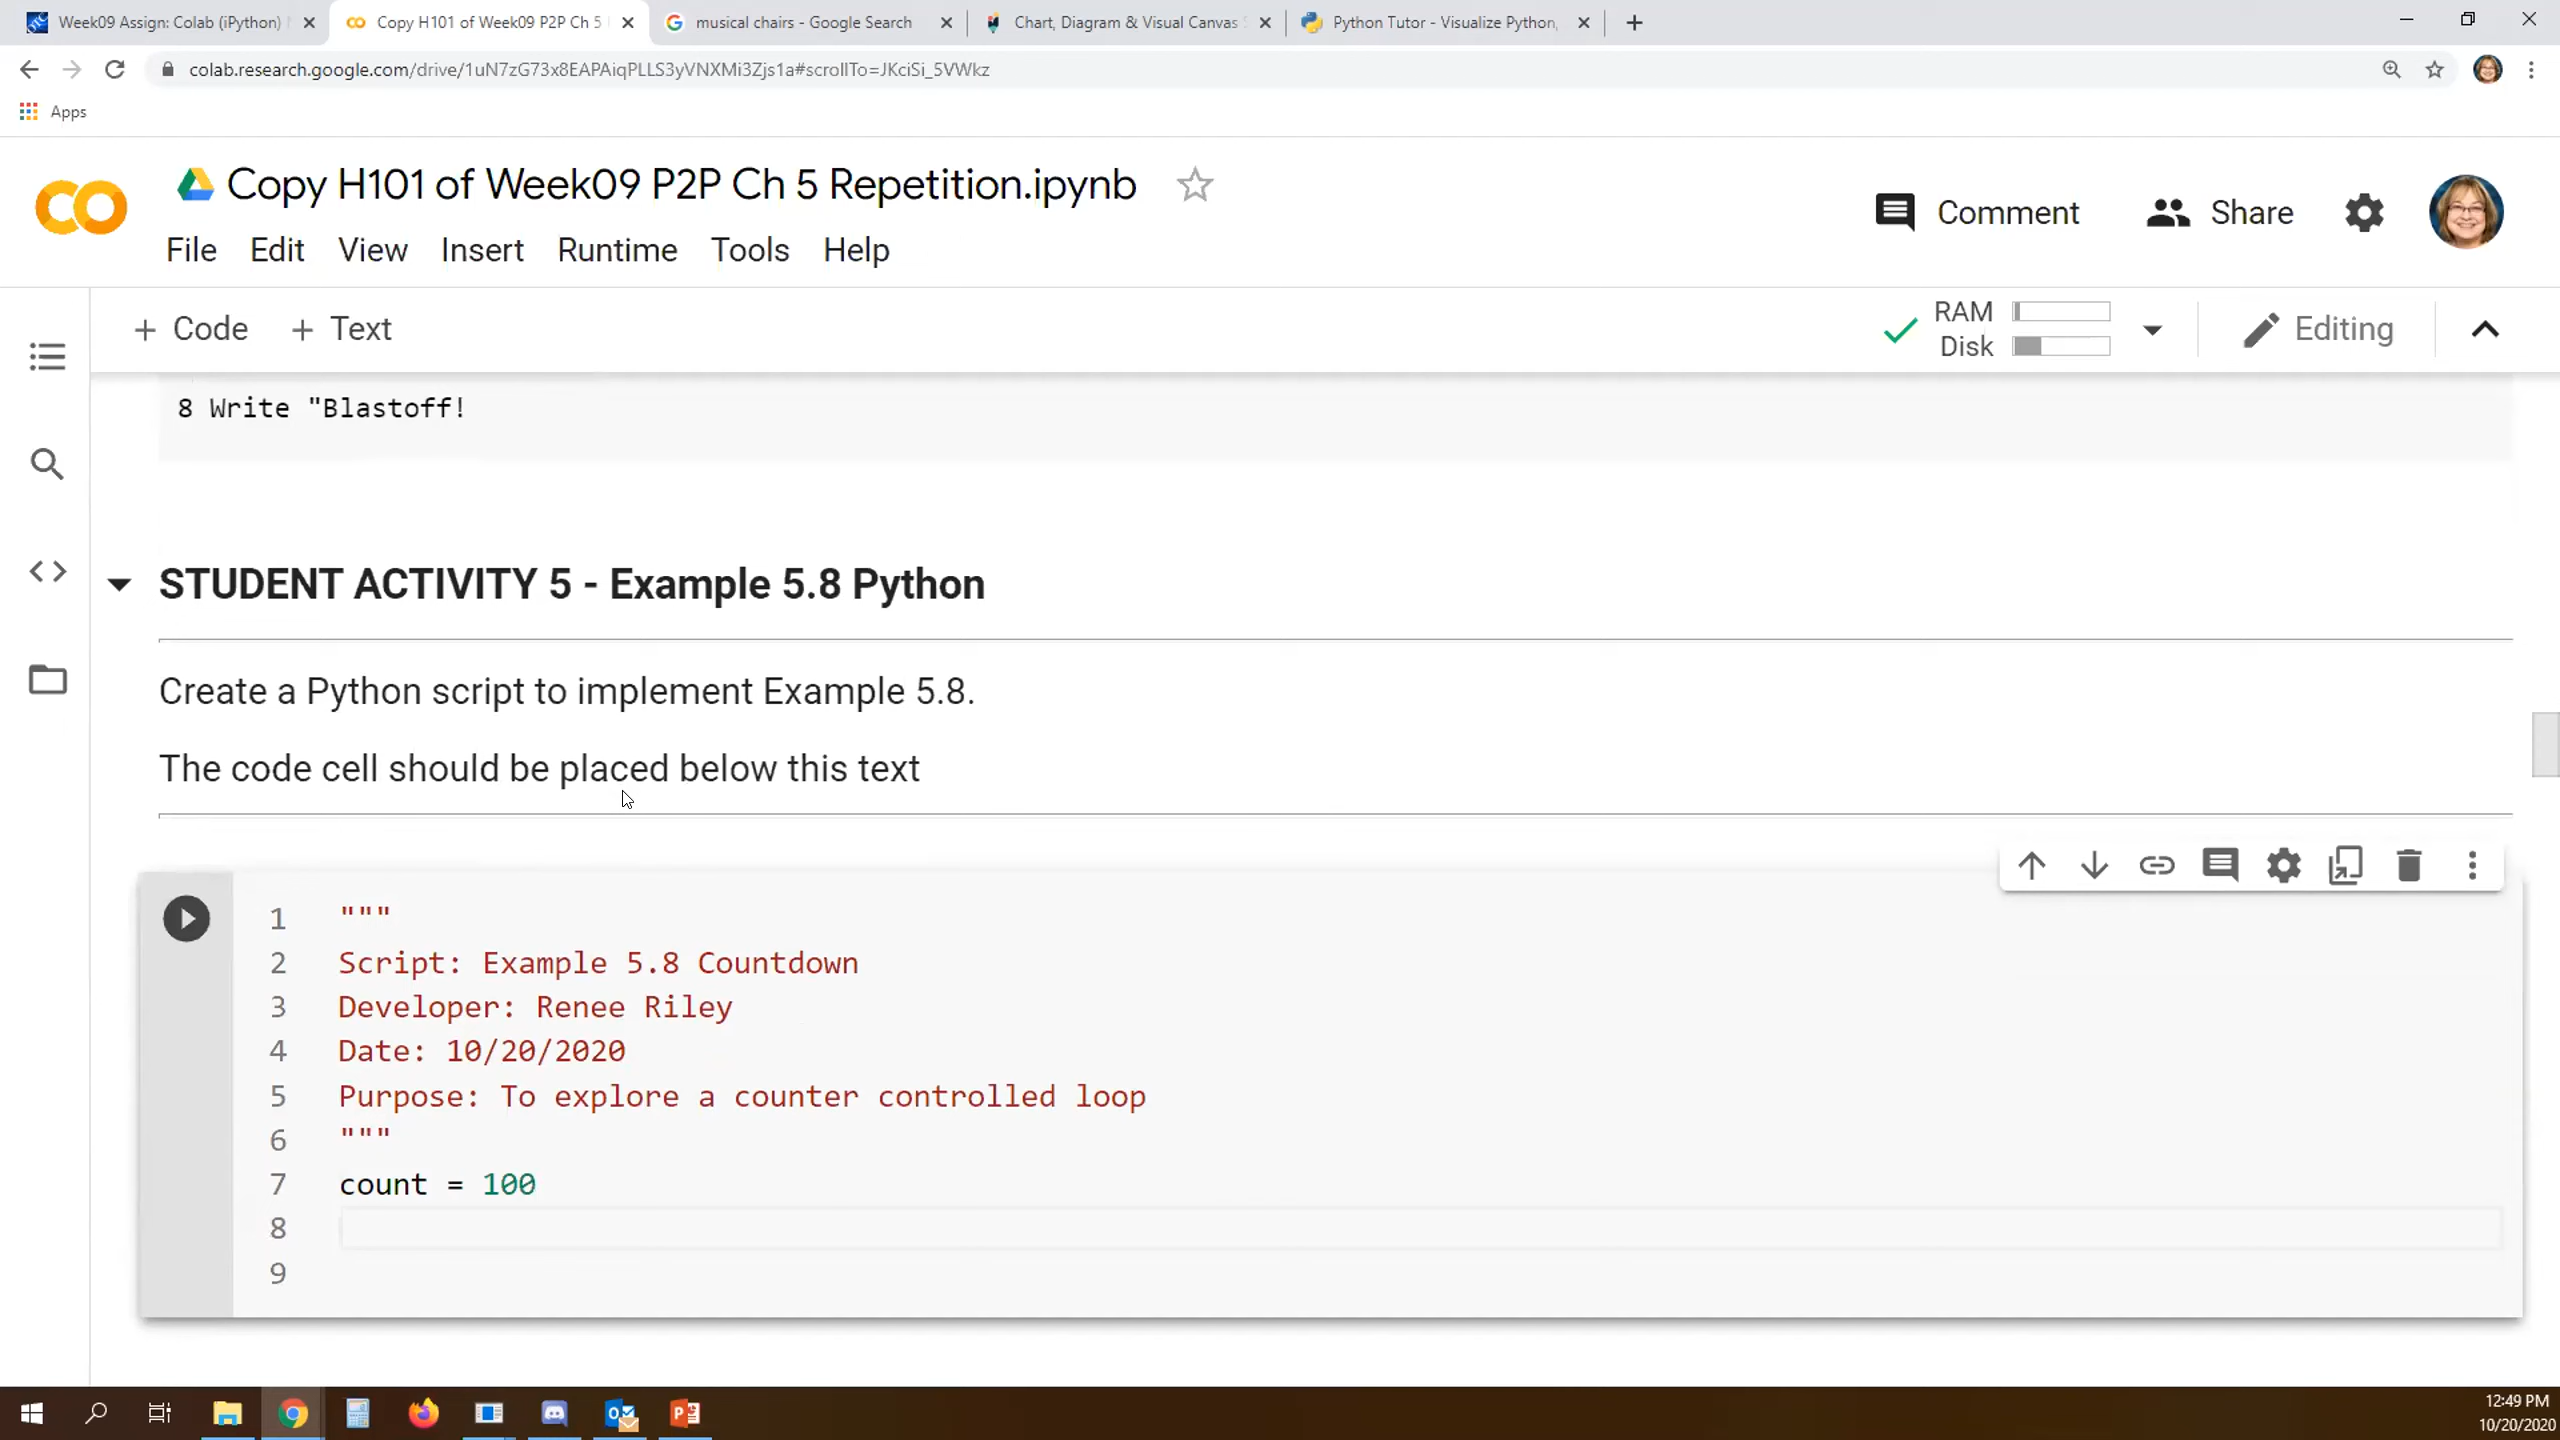 Week09 Assign: Colab (iPython)
Copy H101 of Week09 P2P Ch 5
musical chairs - Google Search
Chart, Diagram & Visual Canvas
Python Tutor - Visualize Python,
colab.research.google.com/drive/1uN7zG73x8EAPAiqPLLS3yVNXMi3Zjs1a#scrollTo=JKciSi_5VWkz
Apps
Copy H101 of Week09 P2P Ch 5 Repetition.ipynb
File Edit View Insert Runtime Tools Help
Comment
Share
+ Code + Text
RAM
Disk
Editing
8 Write "Blastoff!
STUDENT ACTIVITY 5 - Example 5.8 Python
Create a Python script to implement Example 5.8.
The code cell should be placed below this text
1 """
2 Script: Example 5.8 Countdown
3 Developer: Renee Riley
4 Date: 10/20/2020
5 Purpose: To explore a counter controlled loop
6 """
7 count = 100
8
9
12:49 PM
10/20/2020